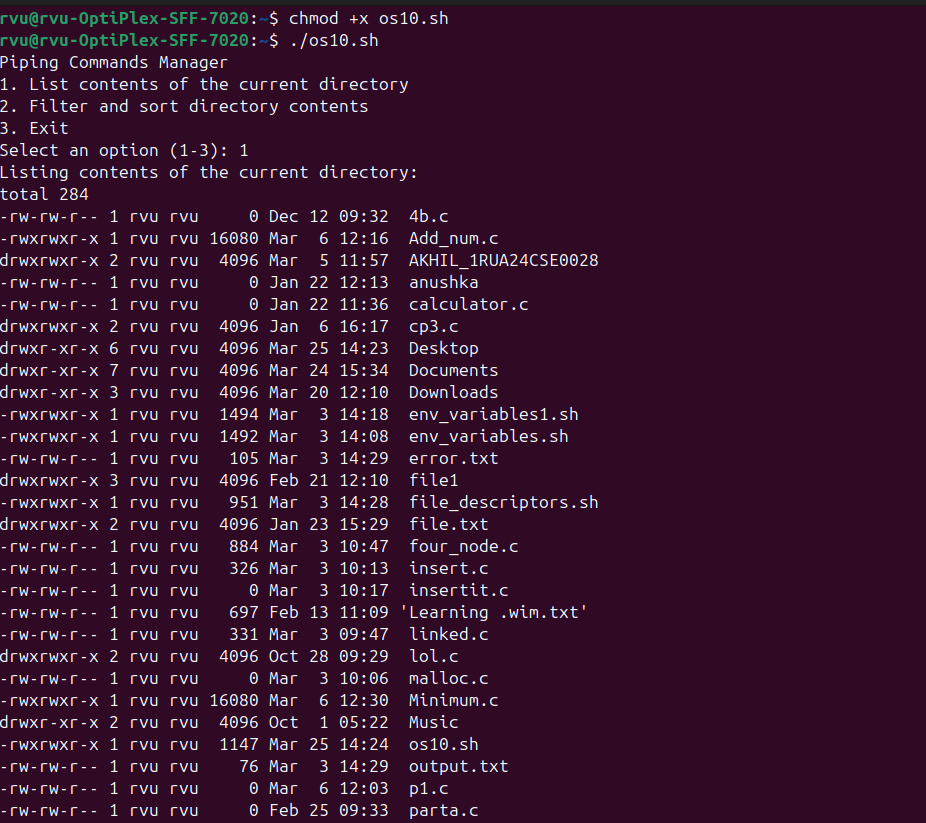 rvu@rvu-OptiPlex-SFF-7020:~$ chmod +x os10.sh
rvu@rvu-OptiPlex-SFF-7020:~$ ./os10.sh
Piping Commands Manager
1. List contents of the current directory
2. Filter and sort directory contents
3. Exit
Select an option (1-3): 1
Listing contents of the current directory:
total 284
-rw-rw-r-- 1 rvu rvu     0 Dec 12 09:32  4b.c
-rwxrwxr-x 1 rvu rvu 16080 Mar  6 12:16  Add_num.c
drwxrwxr-x 2 rvu rvu  4096 Mar  5 11:57  AKHIL_1RUA24CSE0028
-rw-rw-r-- 1 rvu rvu     0 Jan 22 12:13  anushka
-rw-rw-r-- 1 rvu rvu     0 Jan 22 11:36  calculator.c
drwxrwxr-x 2 rvu rvu  4096 Jan  6 16:17  cp3.c
drwxr-xr-x 6 rvu rvu  4096 Mar 25 14:23  Desktop
drwxr-xr-x 7 rvu rvu  4096 Mar 24 15:34  Documents
drwxr-xr-x 3 rvu rvu  4096 Mar 20 12:10  Downloads
-rwxrwxr-x 1 rvu rvu  1494 Mar  3 14:18  env_variables1.sh
-rwxrwxr-x 1 rvu rvu  1492 Mar  3 14:08  env_variables.sh
-rw-rw-r-- 1 rvu rvu   105 Mar  3 14:29  error.txt
drwxrwxr-x 3 rvu rvu  4096 Feb 21 12:10  file1
-rwxrwxr-x 1 rvu rvu   951 Mar  3 14:28  file_descriptors.sh
drwxrwxr-x 2 rvu rvu  4096 Jan 23 15:29  file.txt
-rw-rw-r-- 1 rvu rvu   884 Mar  3 10:47  four_node.c
-rw-rw-r-- 1 rvu rvu   326 Mar  3 10:13  insert.c
-rw-rw-r-- 1 rvu rvu     0 Mar  3 10:17  insertit.c
-rw-rw-r-- 1 rvu rvu   697 Feb 13 11:09 'Learning .wim.txt'
-rw-rw-r-- 1 rvu rvu   331 Mar  3 09:47  linked.c
drwxrwxr-x 2 rvu rvu  4096 Oct 28 09:29  lol.c
-rw-rw-r-- 1 rvu rvu     0 Mar  3 10:06  malloc.c
-rwxrwxr-x 1 rvu rvu 16080 Mar  6 12:30  Minimum.c
drwxr-xr-x 2 rvu rvu  4096 Oct  1 05:22  Music
-rwxrwxr-x 1 rvu rvu  1147 Mar 25 14:24  os10.sh
-rw-rw-r-- 1 rvu rvu    76 Mar  3 14:29  output.txt
-rw-rw-r-- 1 rvu rvu     0 Mar  6 12:03  p1.c
-rw-rw-r-- 1 rvu rvu     0 Feb 25 09:33  parta.c